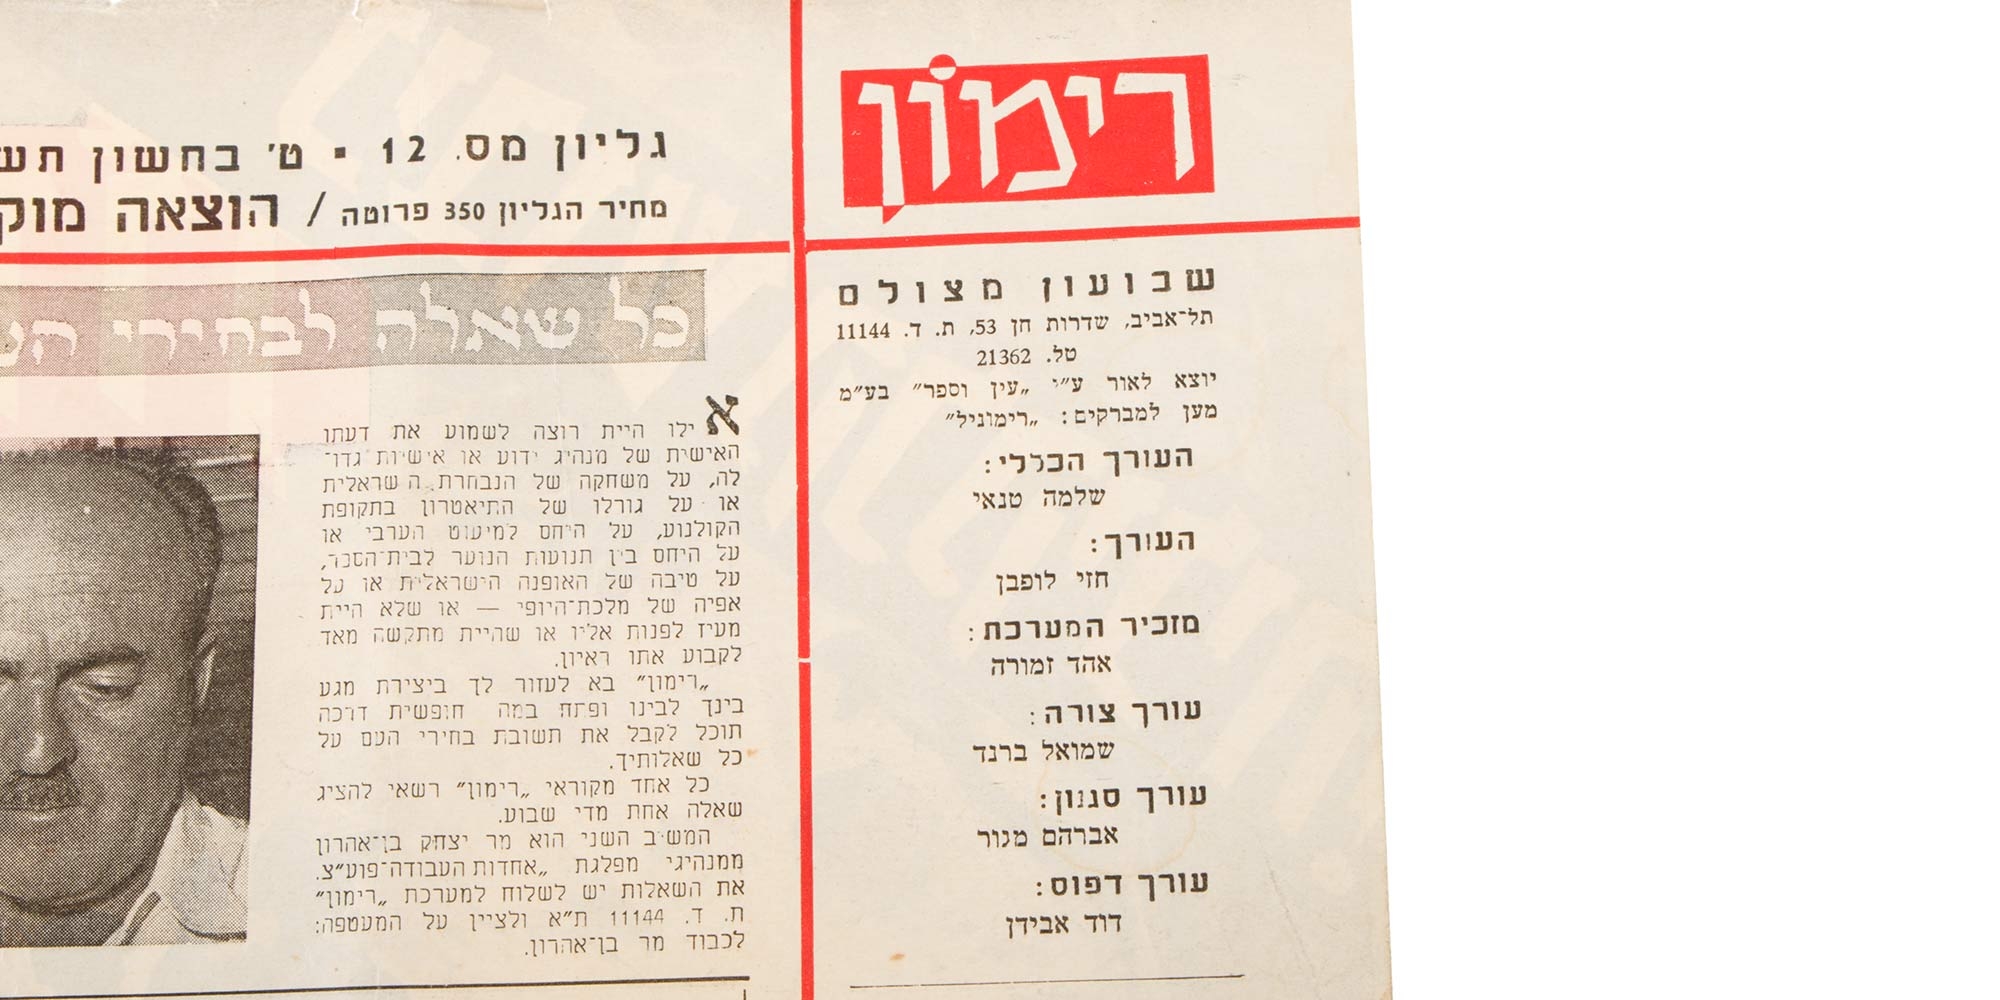 רימון
שבועון מצולם
תל־אביב, שדרות חן 53, ת. ד. 11144
טל. 21362
יוצא לאור ע״י „עין וספר״ בע״מ
מען למברקים: „רימוניל״
העורך הכללי:
שלמה טנאי
העורך:
חזי לופבן
מזכיר המערכת:
אהד זמורה
עורך צורה:
שמואל ברנד
עורך סגנון:
אברהם מנור
עורך דפוס:
דוד אבידן
גליון מס. 12 ▪ ט׳ בחשון
מחיר הגליון 350 פרוטה / הוצאה
כל שאלה לבחירי
אילו היית רוצה לשמוע את דעתו
האישית של מנהיג ידוע או אישיות גדו־
לה, על משחקה של הנבחרת הישראלית
או על גורלו של התיאטרון בתקופת
הקולנוע, על היחס למיעוט הערבי או
על היחס בין תנועות הנוער לבית־הספר,
על טיבה של האופנה הישראלית או על
אפיה של מלכת־היופי — או שלא היית
מעיז לפנות אליו או שהיית מתקשה מאד
לקבוע אתו ראיון.
„רימון״ בא לעזור לך ביצירת מגע
בינך לבינו ופתח במה חופשית דרכה
תוכל לקבל את תשובת בחירי העם על
כל שאלותיך.
כל אחד מקוראי „רימון״ רשאי להציג
שאלה אחת מדי שבוע.
המשיב השני הוא מר יצחק בן־אהרון
ממנהיגי מפלגת „אחדות העבודה־פוע״צ.
את השאלות יש לשלוח למערכת „רימון״
ת. ד. 11144 ת״א ולציין על המעטפה:
לכבוד מר בן־אהרון.